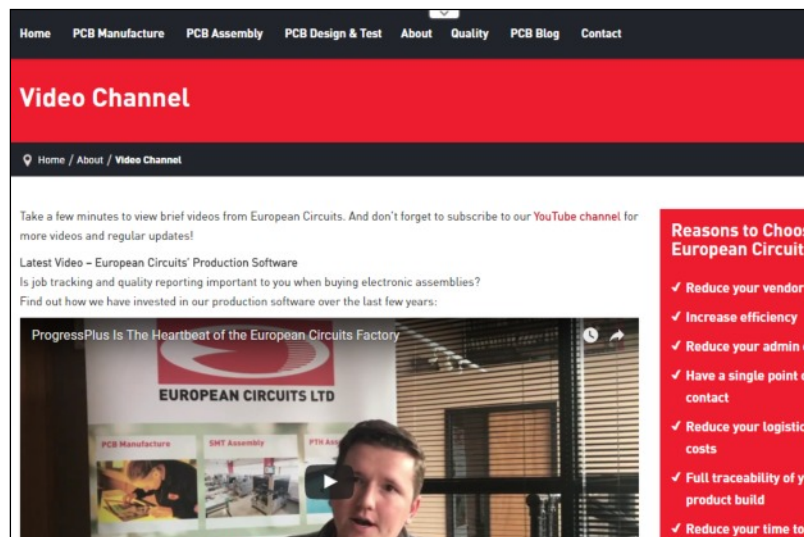 Home PCB Manufacture PCB Assembly PCB Design & Test About Quality PCB Blog Contact
Video Channel
Home / About / Video Channel
Take a few minutes to view brief videos from European Circuits. And don't forget to subscribe to our YouTube channel for
more videos and regular updates!
Latest Video – European Circuits' Production Software
Is job tracking and quality reporting important to you when buying electronic assemblies?
Find out how we have invested in our production software over the last few years:
ProgressPlus Is The Heartbeat of the European Circuits Factory
EUROPEAN CIRCUITS LTD
PCB Manufacture SMT Assembly PTH Ass
Reasons to Choos
European Circuit
✓ Reduce your vendor
✓ Increase efficiency
✓ Reduce your admin
✓ Have a single point
contact
✓ Reduce your logistic
costs
✓ Full traceability of y
product build
✓ Reduce your time to